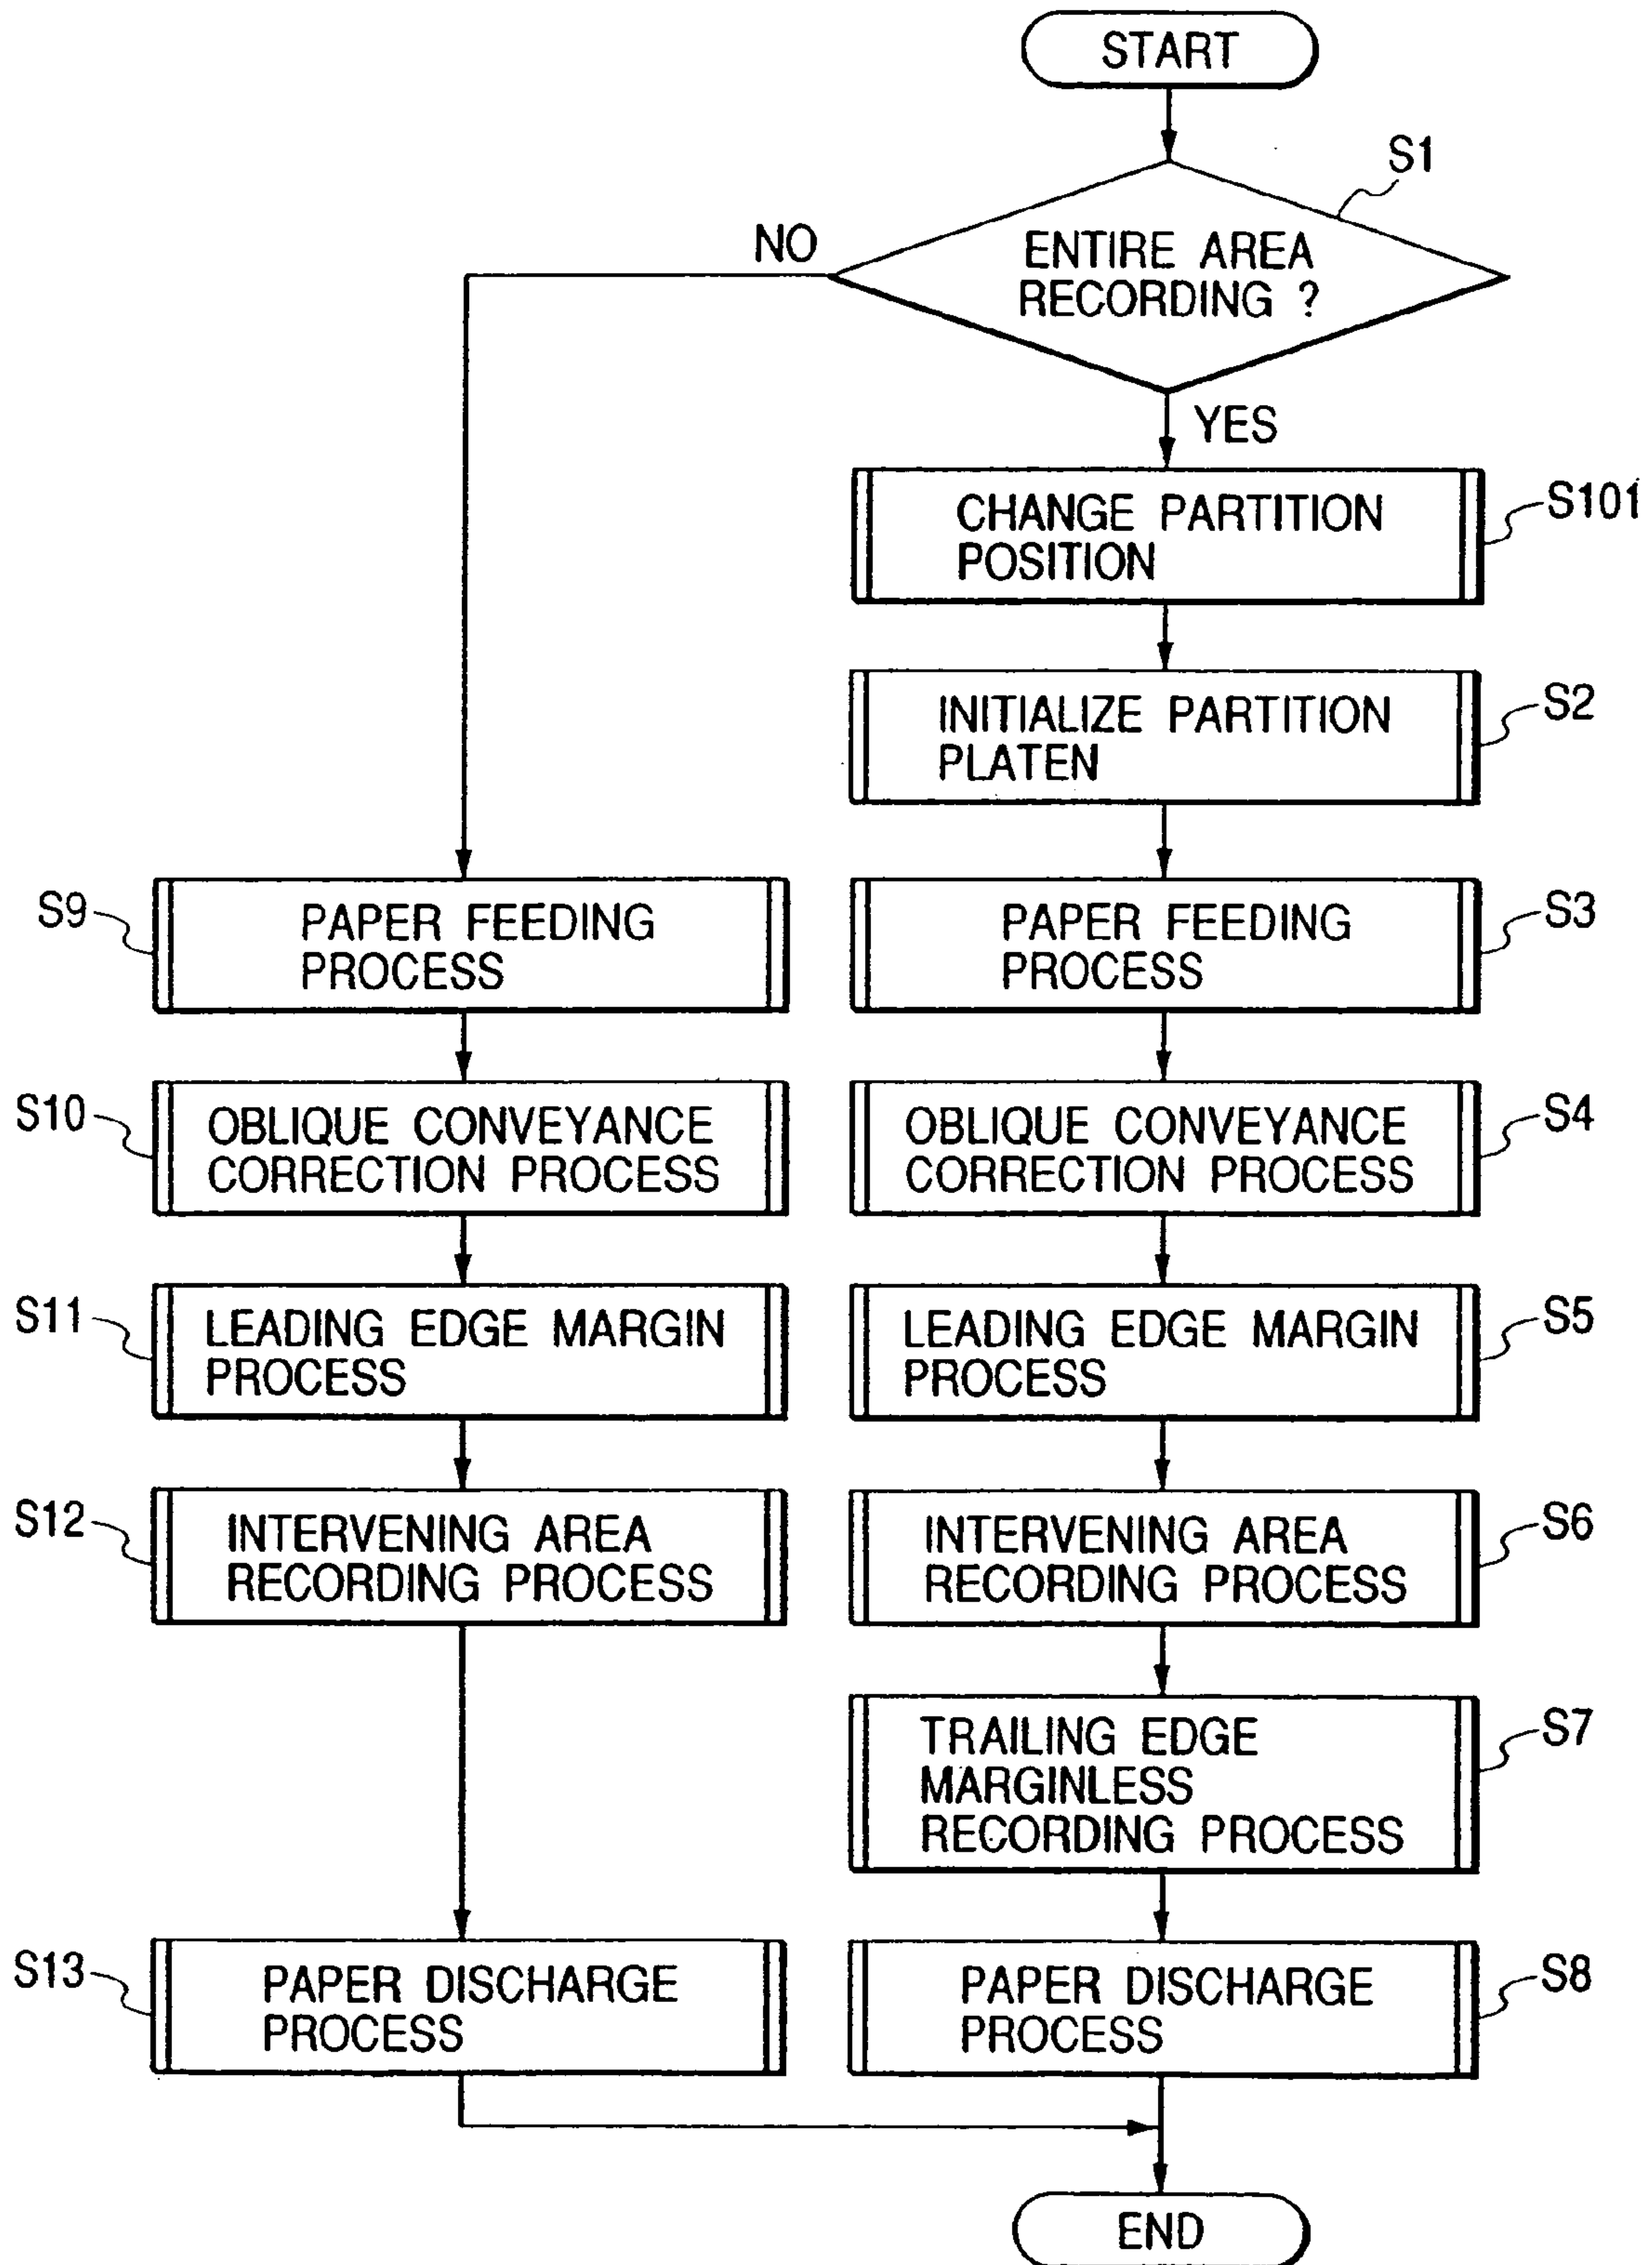 START
S1
NO
ENTIRE AREA
RECORDING ?
YES
CHANGE PARTITION
POSITION
S101
INITIALIZE PARTITION
PLATEN
S2
S9
PAPER FEEDING
PROCESS
PAPER FEEDING
PROCESS
S3
S10
OBLIQUE CONVEYANCE
CORRECTION PROCESS
OBLIQUE CONVEYANCE
CORRECTION PROCESS
S4
S11
LEADING EDGE MARGIN
PROCESS
LEADING EDGE MARGIN
PROCESS
S5
S12
INTERVENING AREA
RECORDING PROCESS
INTERVENING AREA
RECORDING PROCESS
S6
TRAILING EDGE
MARGINLESS
RECORDING PROCESS
S7
S13
PAPER DISCHARGE
PROCESS
PAPER DISCHARGE
PROCESS
S8
END